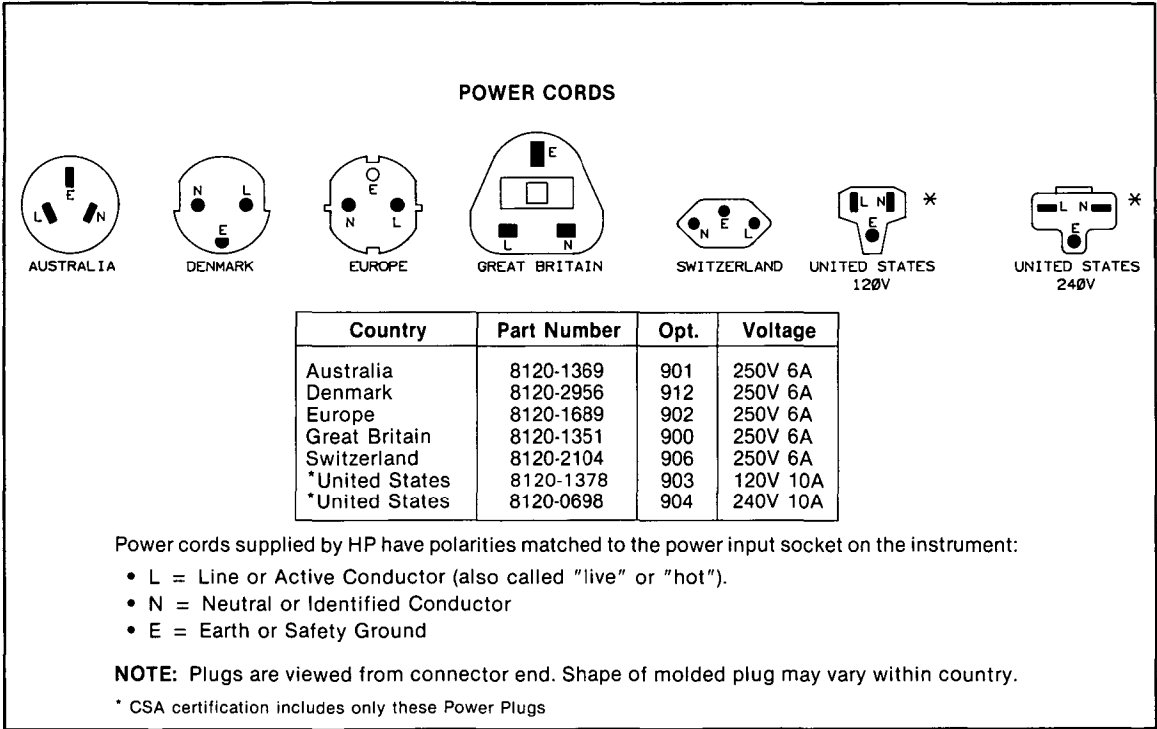 POWER CORDS
E
L
N
N
L
E
E
N
L
E
L
N
N
E
L
L N
E
*
L N
E
*
AUSTRALIA
DENMARK
EUROPE
GREAT BRITAIN
SWITZERLAND
UNITED STATES
120V
UNITED STATES
240V
Country Part Number Opt. Voltage
Australia 8120-1369 901 250V 6A
Denmark 8120-2956 912 250V 6A
Europe 8120-1689 902 250V 6A
Great Britain 8120-1351 900 250V 6A
Switzerland 8120-2104 906 250V 6A
*United States 8120-1378 903 120V 10A
*United States 8120-0698 904 240V 10A
Power cords supplied by HP have polarities matched to the power input socket on the instrument:
• L = Line or Active Conductor (also called "live" or "hot").
• N = Neutral or Identified Conductor
• E = Earth or Safety Ground
NOTE: Plugs are viewed from connector end. Shape of molded plug may vary within country.
* CSA certification includes only these Power Plugs